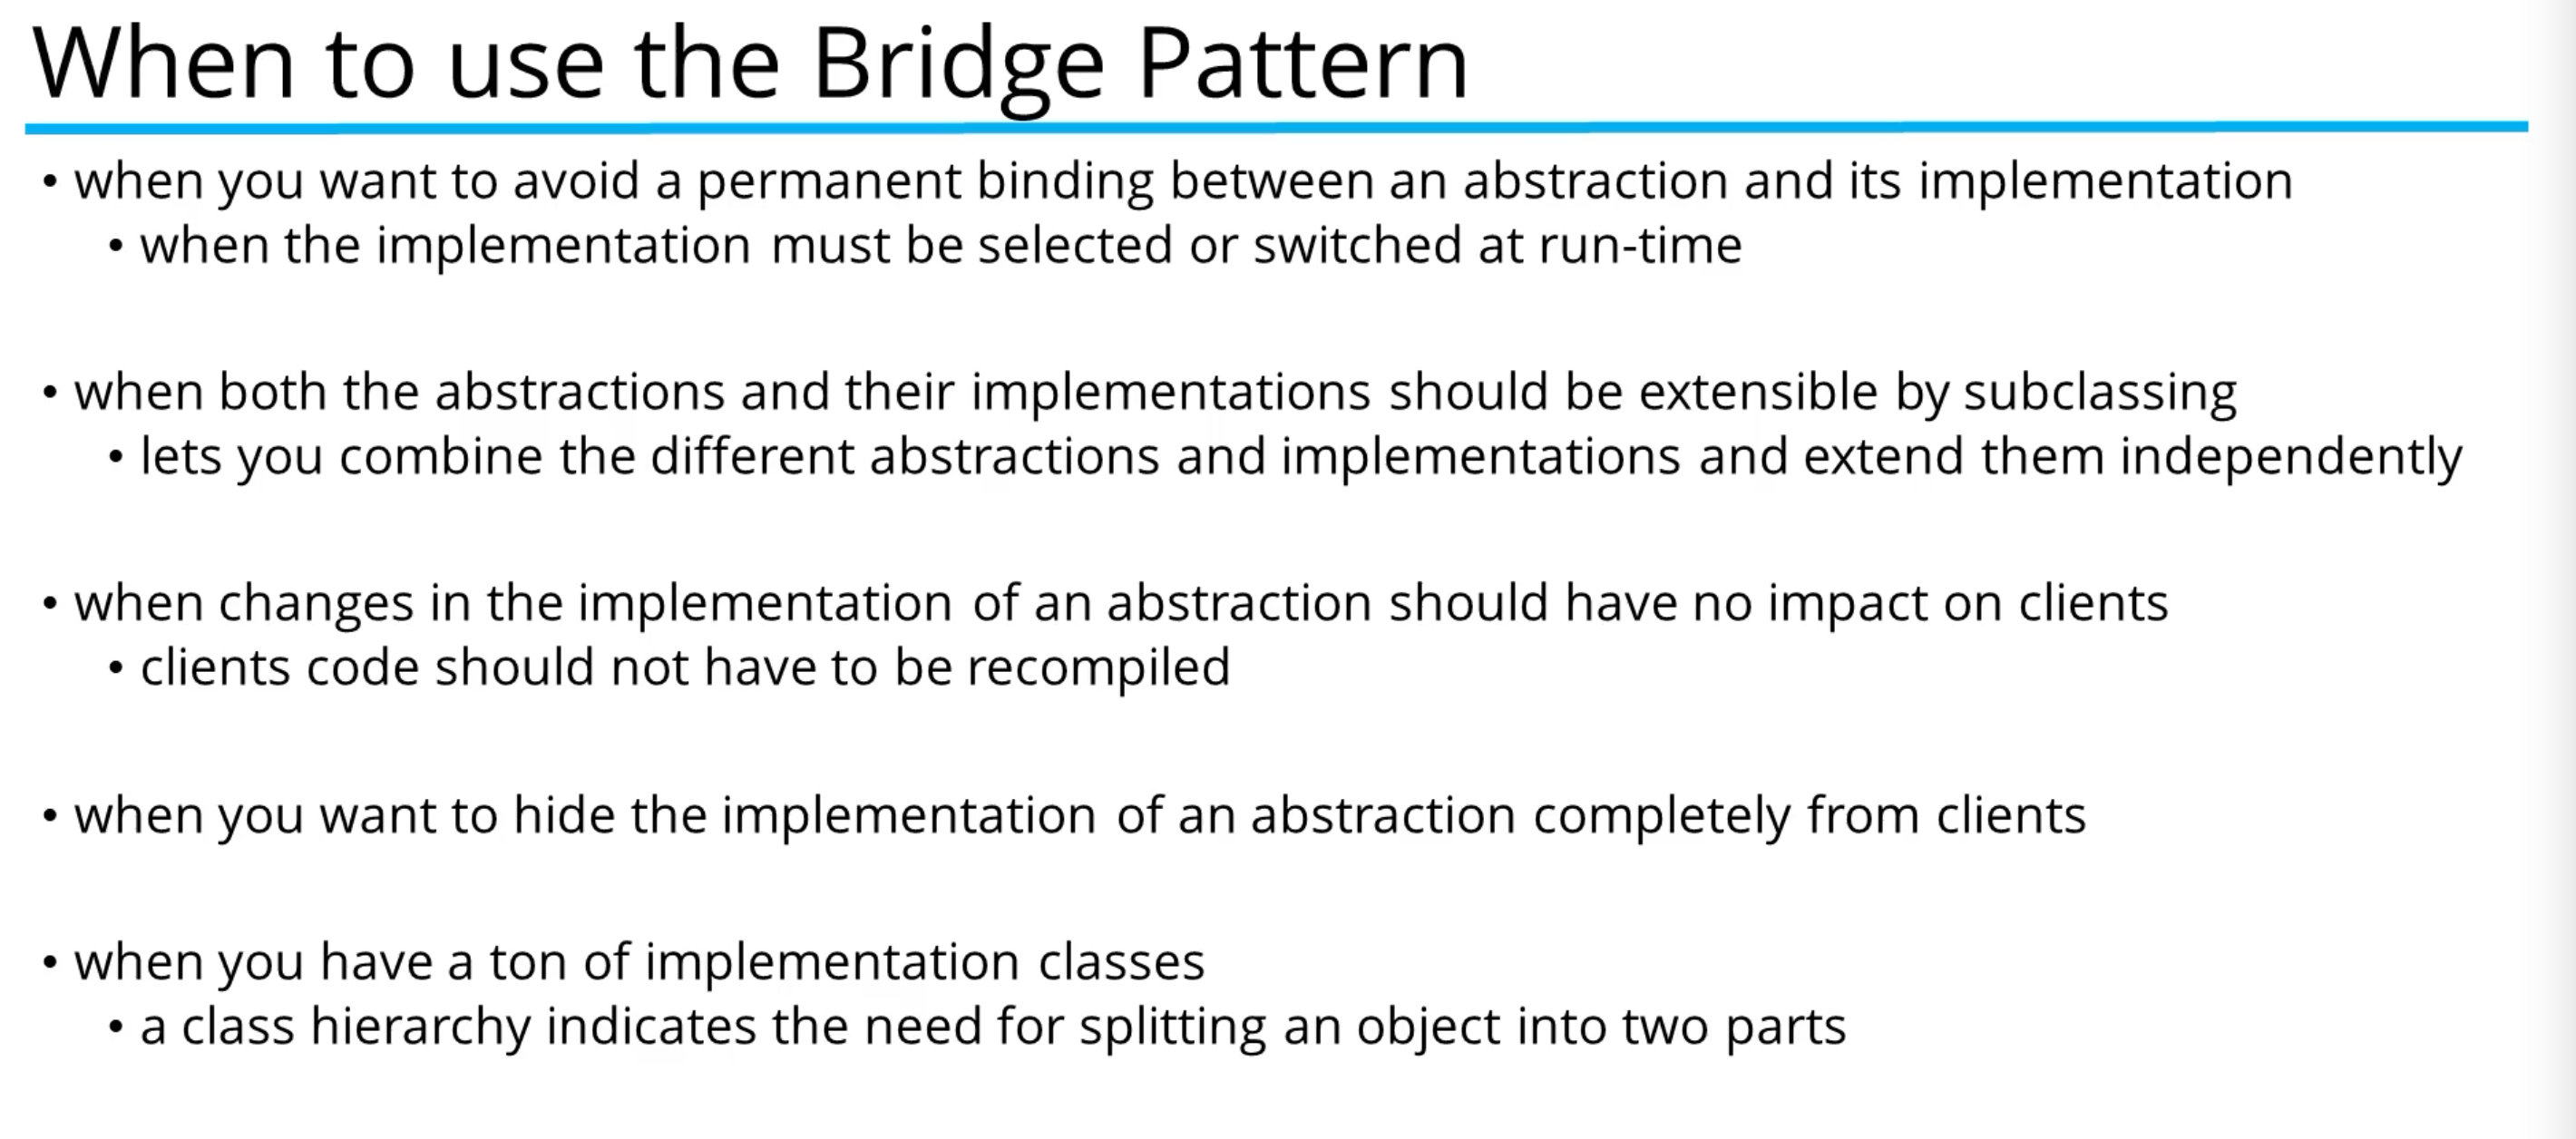 When to use the Bridge Pattern
• when you want to avoid a permanent binding between an abstraction and its implementation
• when the implementation must be selected or switched at run-time
• when both the abstractions and their implementations should be extensible by subclassing
• lets you combine the different abstractions and implementations and extend them independently
• when changes in the implementation of an abstraction should have no impact on clients
• clients code should not have to be recompiled
• when you want to hide the implementation of an abstraction completely from clients
• when you have a ton of implementation classes
• a class hierarchy indicates the need for splitting an object into two parts